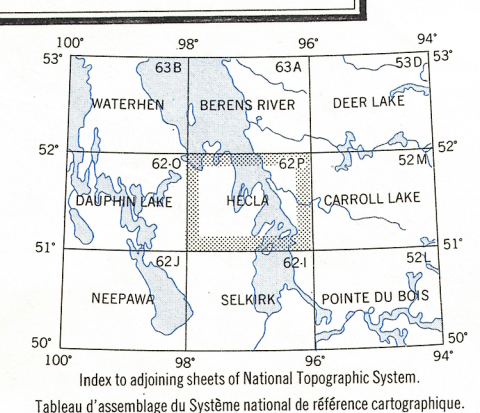 100° 98° 96° 94°
53° 63B 63A 53D 53°
WATERHEN BERENS RIVER DEER LAKE
52° 62-O 62P 52M 52°
DAUPHIN LAKE HECLA CARROLL LAKE
51° 62J 62-I 52L 51°
NEEPAWA SELKIRK POINTE DU BOIS
50° 50°
100° 98° 96° 94°
Index to adjoining sheets of National Topographic System.
Tableau d'assemblage du Système national de référence cartographique.